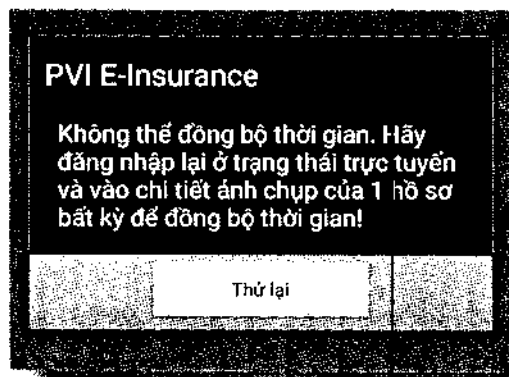 PVI E-Insurance
Không thể đồng bộ thời gian. Hãy
đăng nhập lại ở trạng thái trực tuyến
và vào chi tiết ảnh chụp của 1 hồ sơ
bất kỳ để đồng bộ thời gian!
Thử lại